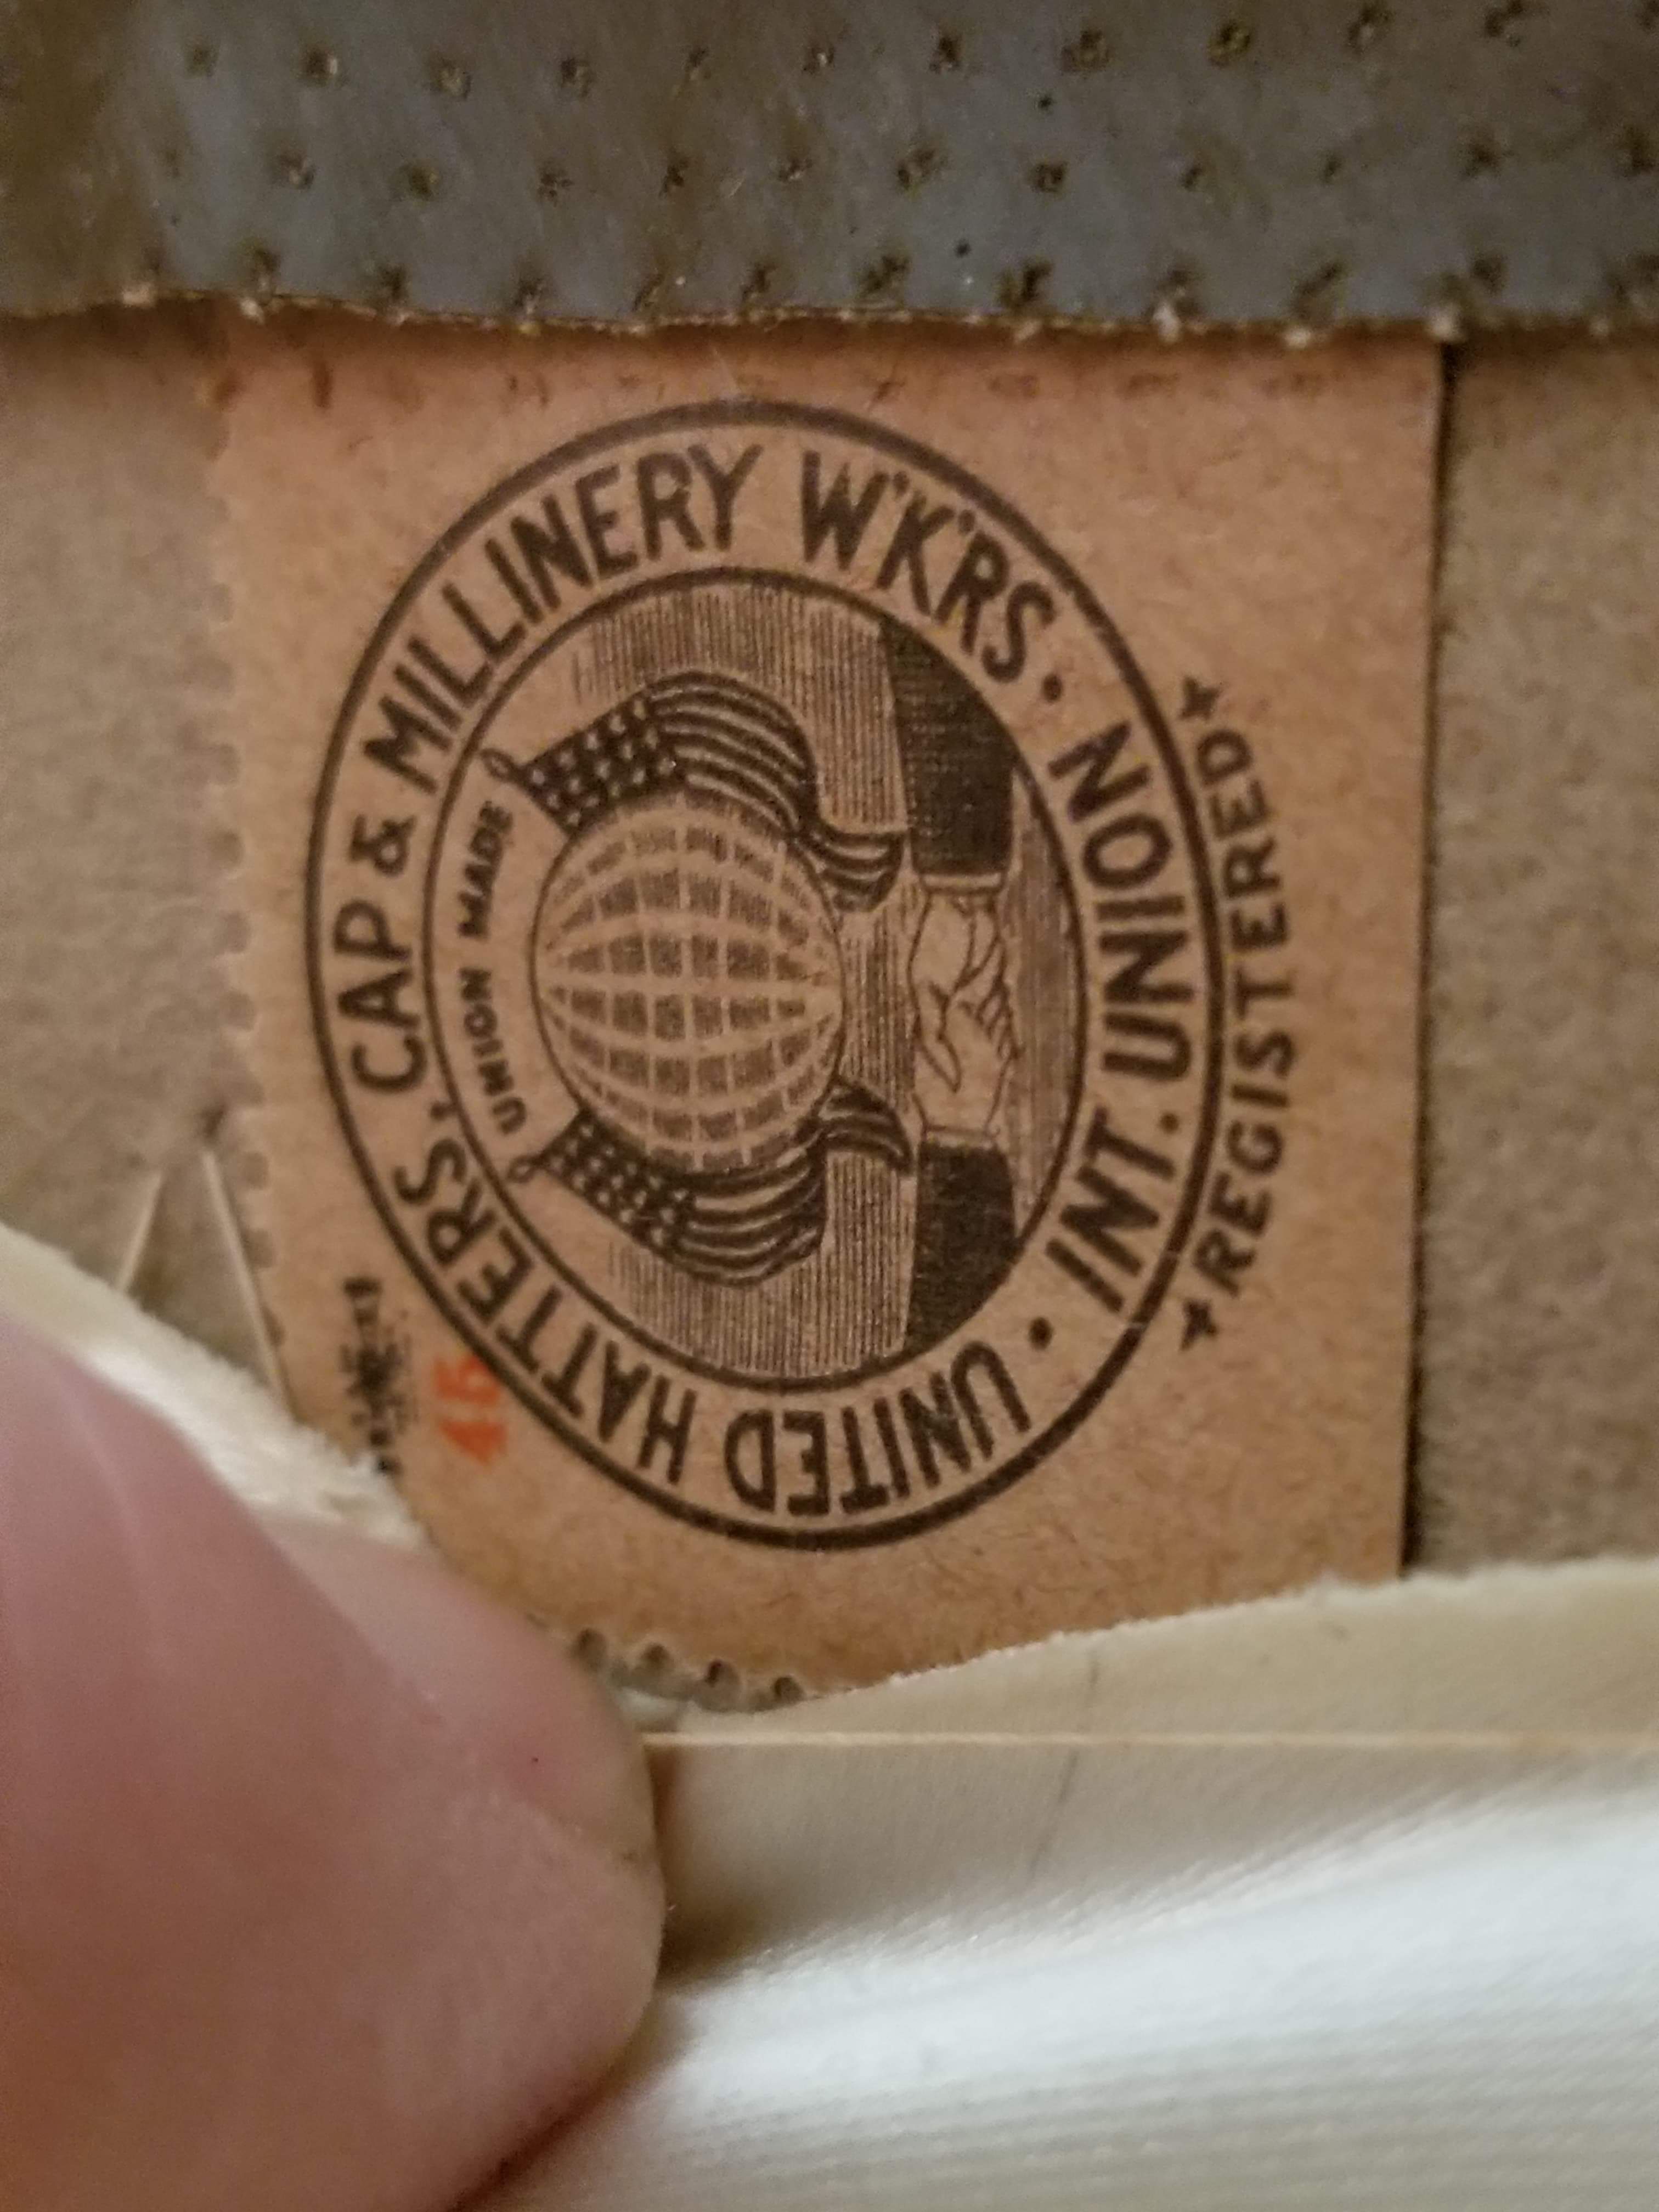 UNITED HATTERS, CAP & MILLINERY W'K'RS •
INT. UNION •
UNION MADE
★REGISTERED★
45